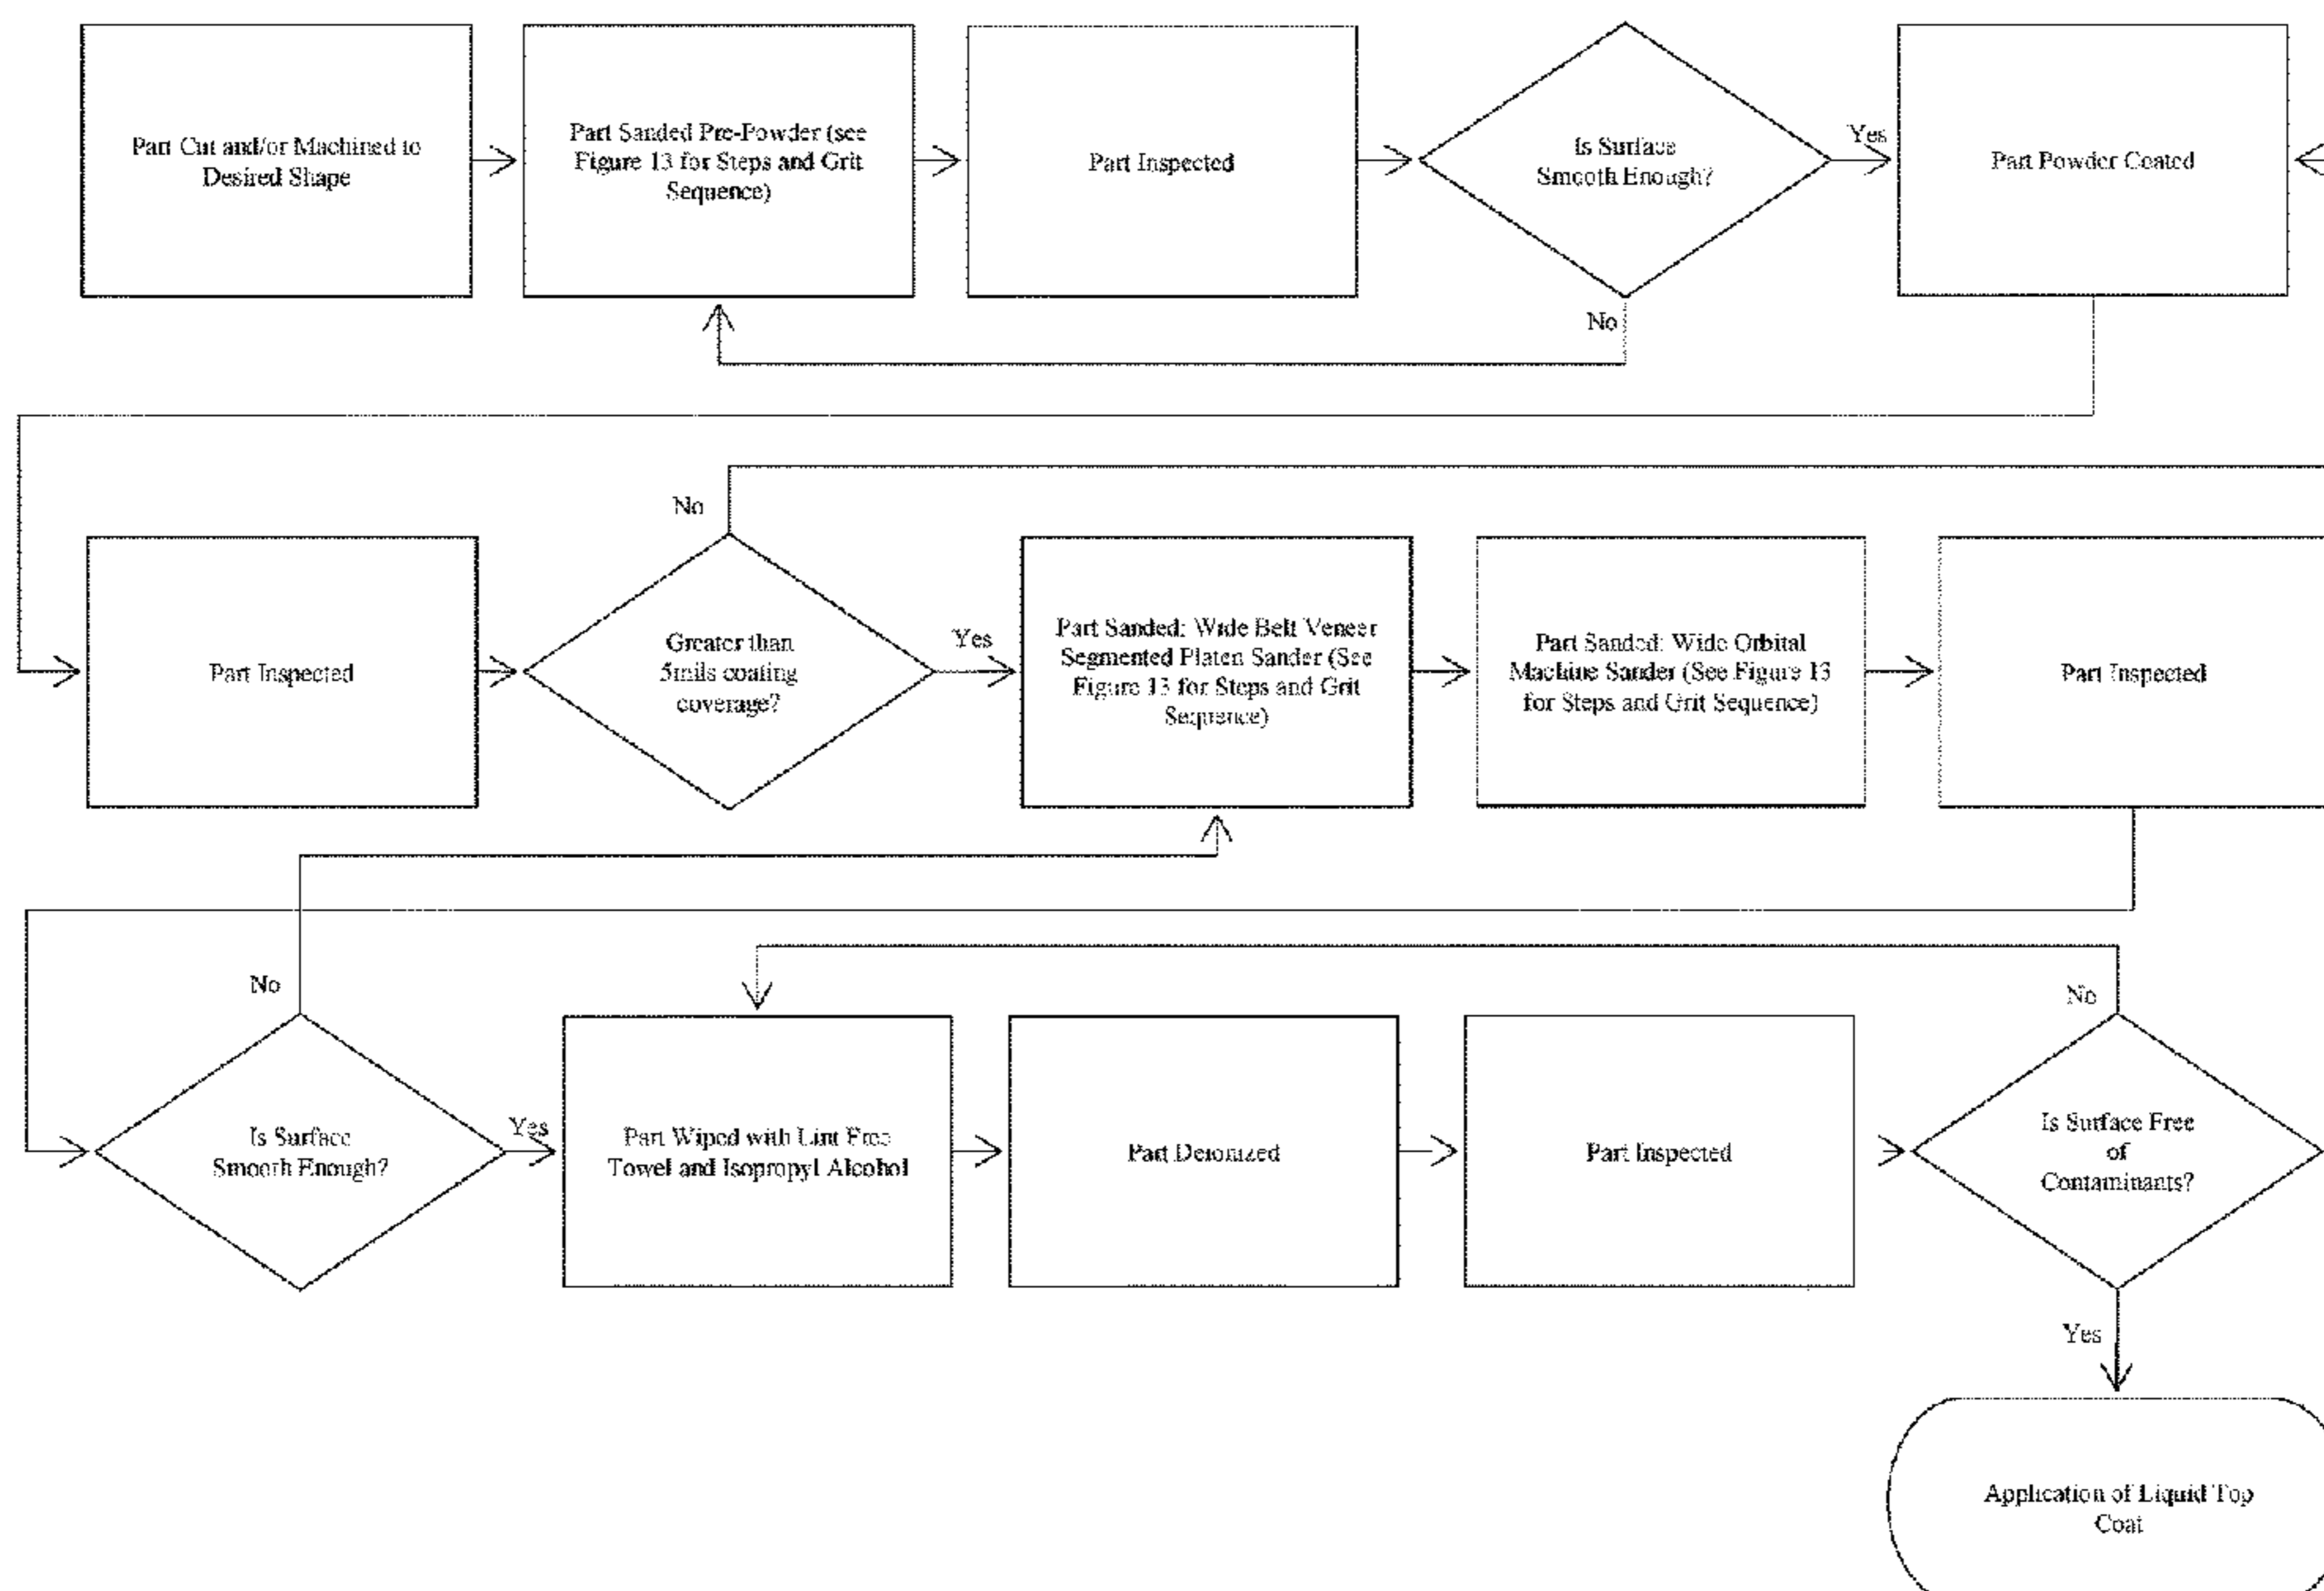 Part Cut and/or Machined to
Desired Shape
Part Sanded Pre-Powder (see
Figure 13 for Steps and Grit
Sequence)
Part Inspected
Is Surface
Smooth Enough?
Yes
Part Powder Coated
No
No
Part Inspected
Greater than
5mils coating
coverage?
Yes
Part Sanded: Wide Belt Veneer
Segmented Platen Sander (See
Figure 13 for Steps and Grit
Sequence)
Part Sanded: Wide Orbital
Machine Sander (See Figure 13
for Steps and Grit Sequence)
Part Inspected
No
Is Surface
Smooth Enough?
Yes
Part Wiped with Lint Free
Towel and Isopropyl Alcohol
Part Deionized
Part Inspected
No
Is Surface Free
of
Contaminants?
Yes
Application of Liquid Top
Coat